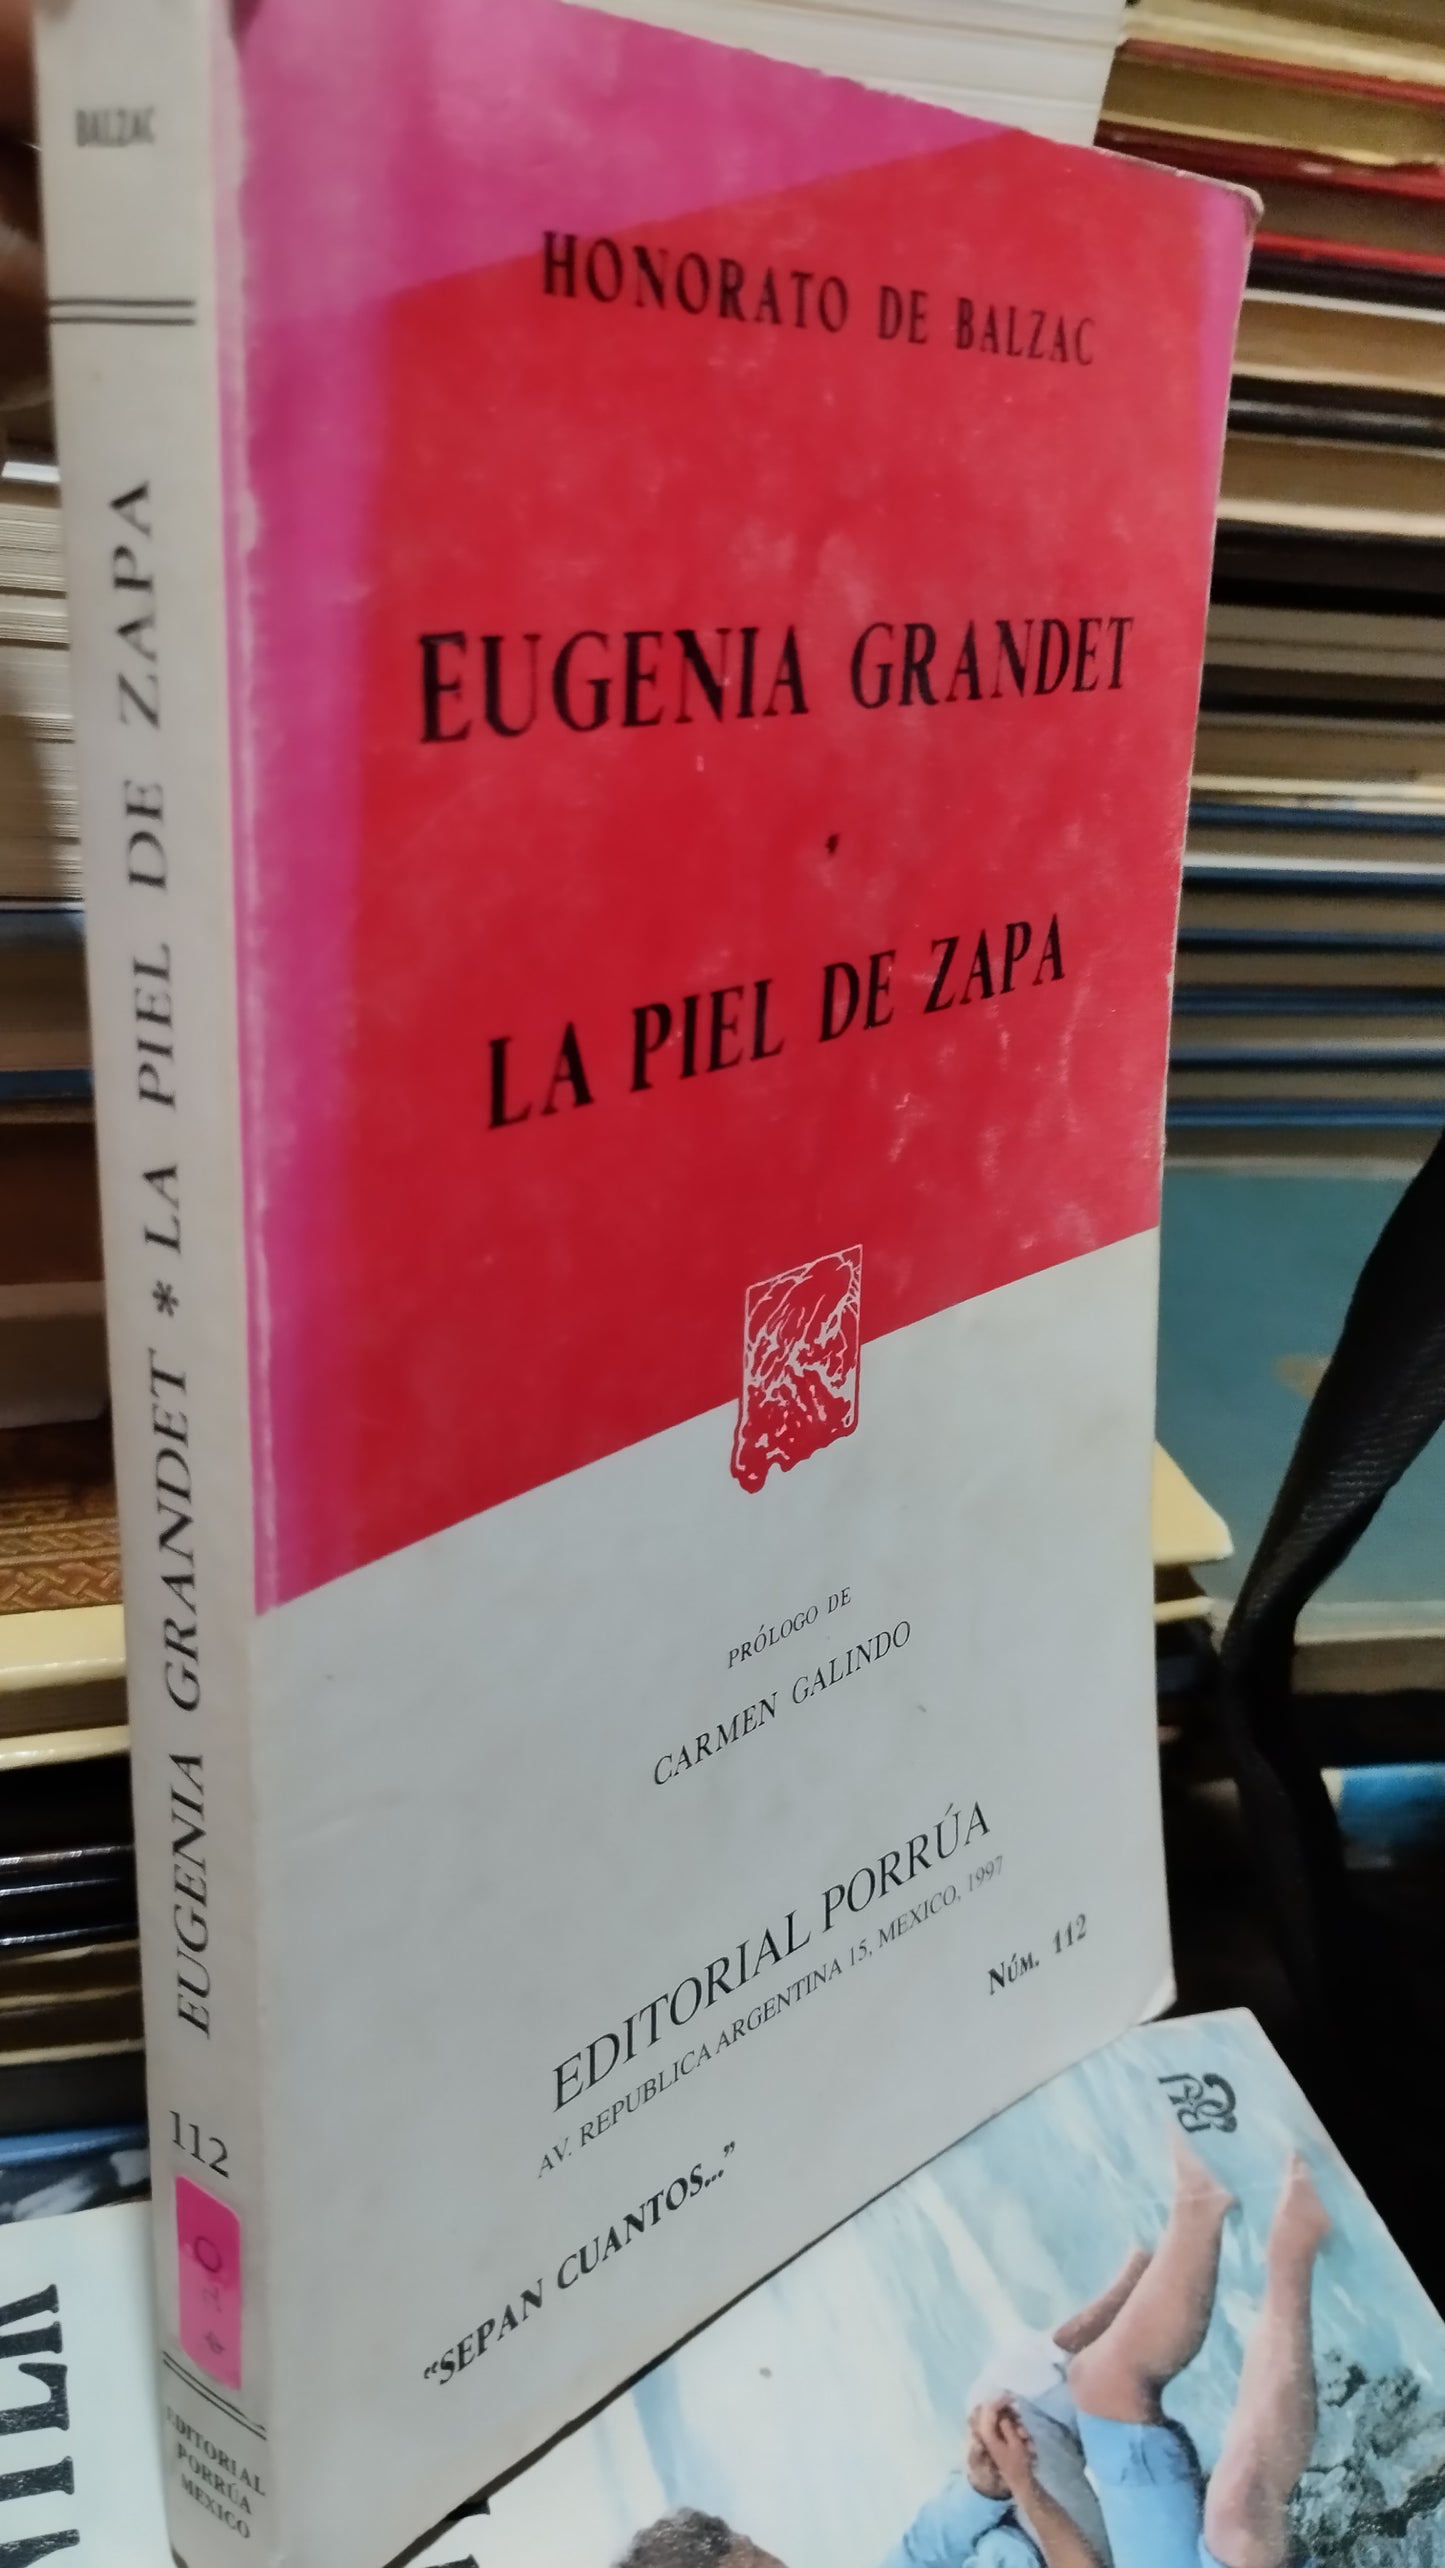 BALZAC
EUGENIA GRANDET * LA PIEL DE ZAPA
112
EDITORIAL
PORRÚA
MEXICO
HONORATO DE BALZAC
EUGENIA GRANDET
LA PIEL DE ZAPA
PRÓLOGO DE
CARMEN GALINDO
EDITORIAL PORRÚA
AV. REPUBLICA ARGENTINA 15, MEXICO, 1997
NÚM. 112
“SEPAN CUANTOS...”